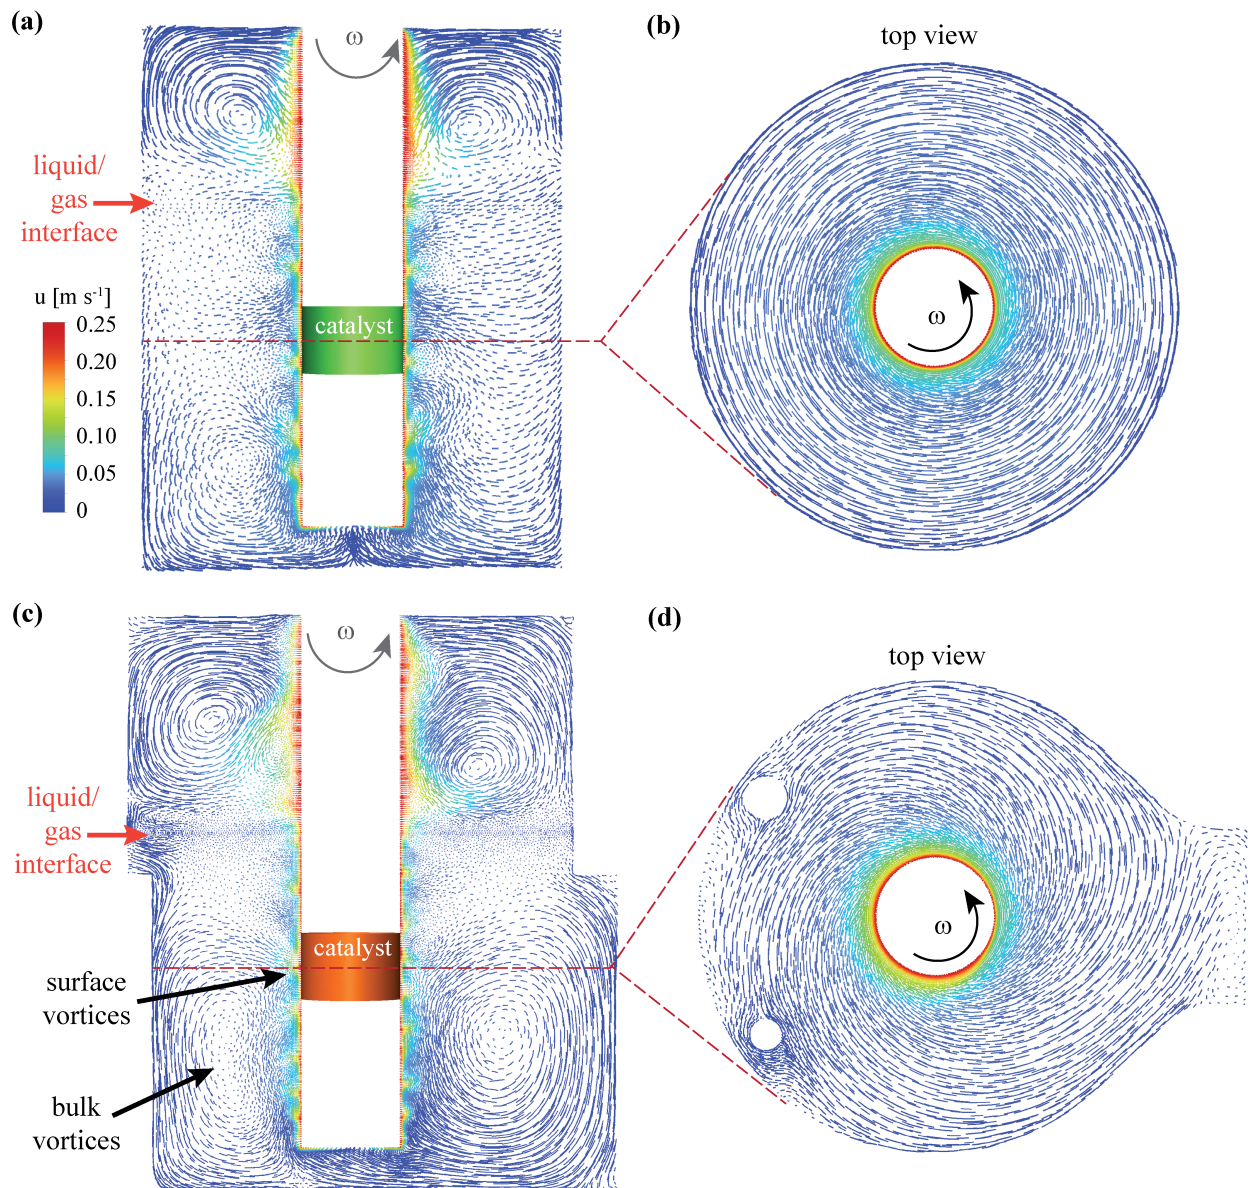 (a)
ω
liquid/
gas
interface
u [m s⁻¹]
0.25
0.20
0.15
0.10
0.05
0
catalyst
(b)
top view
ω
(c)
ω
liquid/
gas
interface
catalyst
surface
vortices
bulk
vortices
(d)
top view
ω